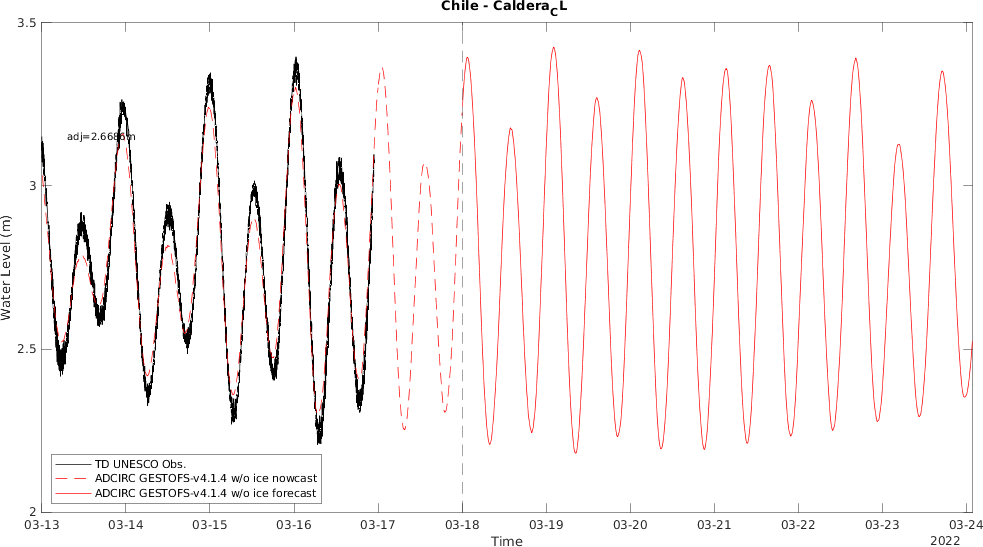 Chile - Caldera_CL
3.5
adj=2.6686m
3
Water Level (m)
2.5
TD UNESCO Obs.
ADCIRC GESTOFS-v4.1.4 w/o ice nowcast
ADCIRC GESTOFS-v4.1.4 w/o ice forecast
2
03-13 03-14 03-15 03-16 03-17 03-18 03-19 03-20 03-21 03-22 03-23 03-24
Time
2022